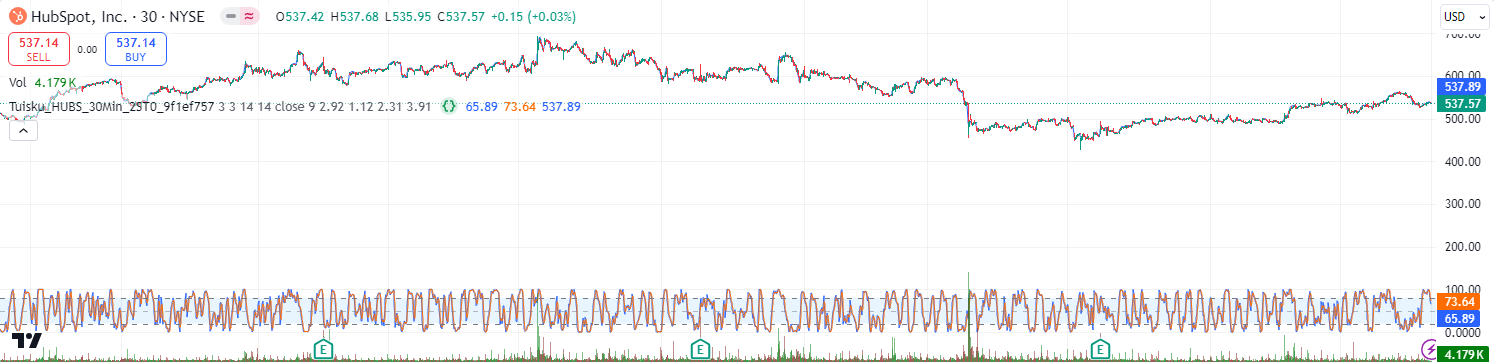 HubSpot, Inc. · 30 · NYSE O537.42 H537.68 L535.95 C537.57 +0.15 (+0.03%)
USD
537.14 SELL 0.00 537.14 BUY
Vol 4.179 K
Tuisku_HUBS_30Min_2STO_9f1ef757 3 3 14 14 close 9 2.92 1.12 2.31 3.91 {} 65.89 73.64 537.89
700.00
600.00
537.89
537.57
500.00
400.00
300.00
200.00
100.00
73.64
65.89
0.0000
4.179 K
E E E